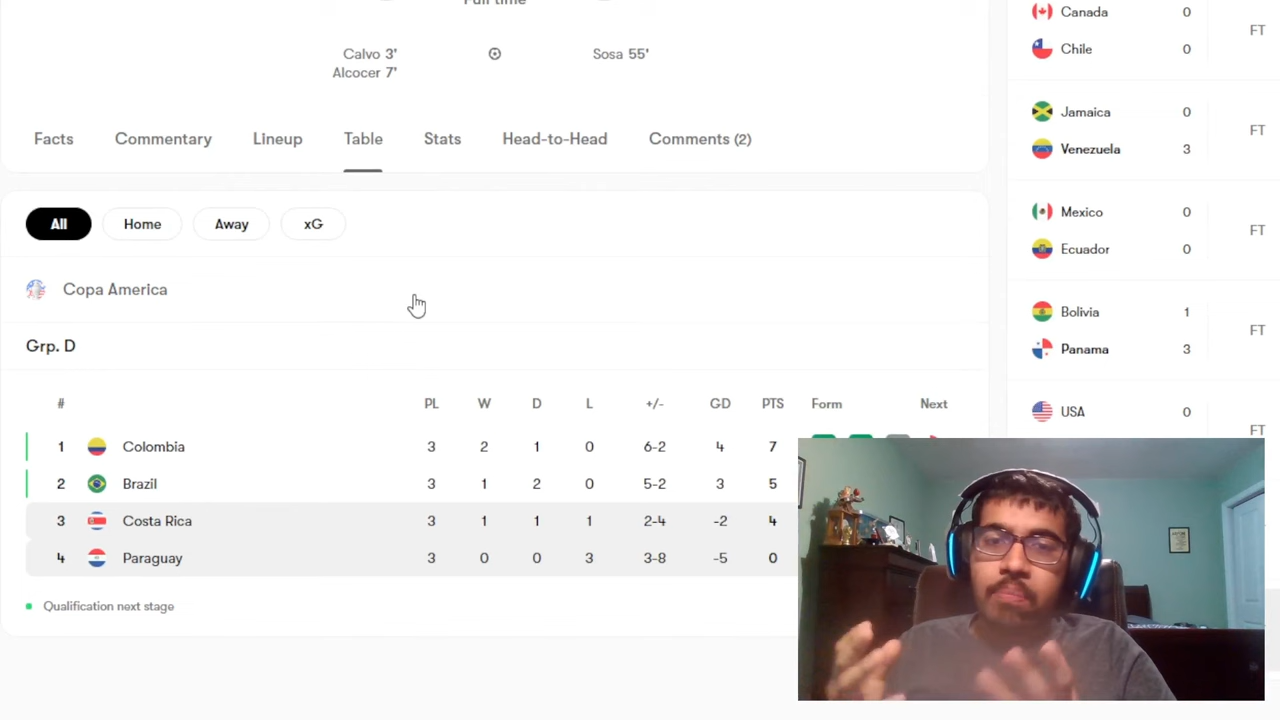 Full time
Calvo 3'
Alcocer 7'
Sosa 55'
Facts Commentary Lineup Table Stats Head-to-Head Comments (2)
All Home Away xG
Copa America
Grp. D
# PL W D L +/- GD PTS Form Next
1 Colombia 3 2 1 0 6-2 4 7
2 Brazil 3 1 2 0 5-2 3 5
3 Costa Rica 3 1 1 1 2-4 -2 4
4 Paraguay 3 0 0 3 3-8 -5 0
Qualification next stage
Canada 0
FT
Chile 0
Jamaica 0
FT
Venezuela 3
Mexico 0
FT
Ecuador 0
Bolivia 1
FT
Panama 3
USA 0
FT